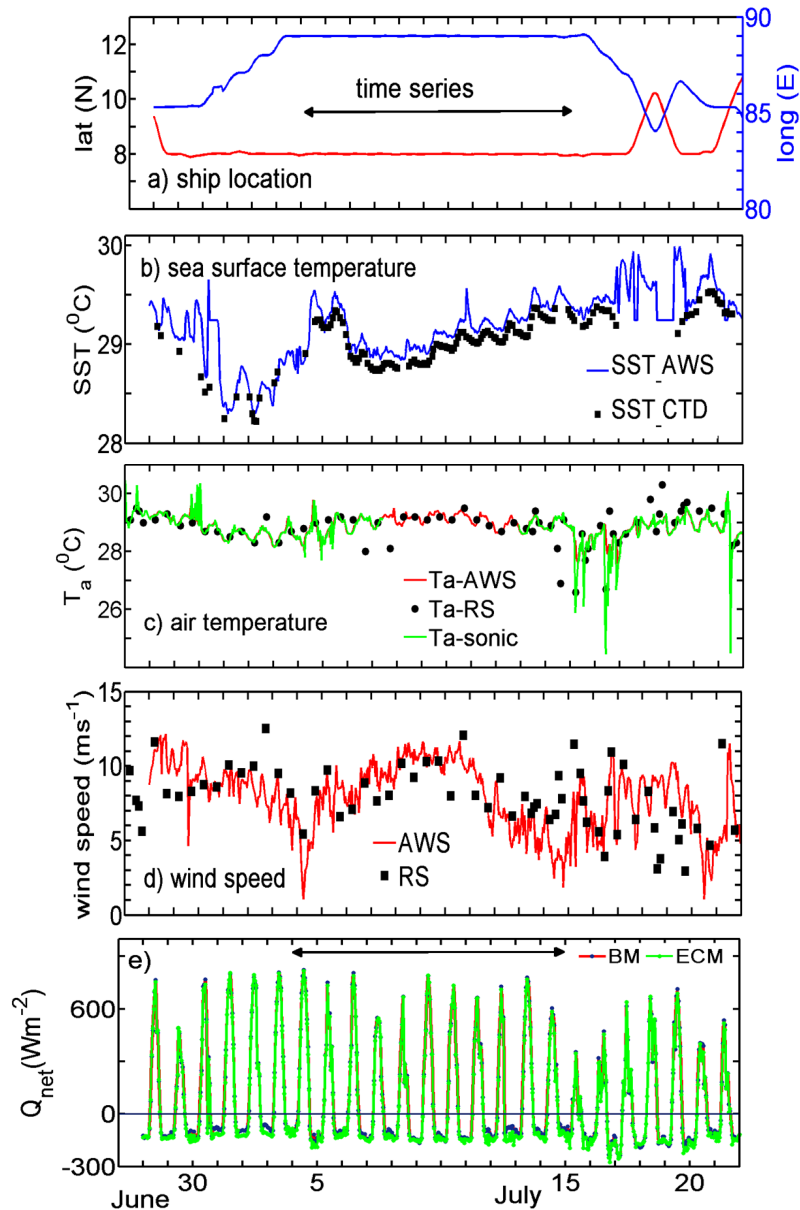 12
10
8
lat (N)
90
85
80
long (E)
time series
a) ship location
30
29
28
SST (⁰C)
b) sea surface temperature
SST_AWS
SST_CTD
30
28
26
Tₐ (⁰C)
Ta-AWS
Ta-RS
Ta-sonic
c) air temperature
15
10
5
0
wind speed (ms⁻¹)
AWS
RS
d) wind speed
e)
BM
ECM
600
0
-300
Qₙₑₜ(Wm⁻²)
30
5
15
20
June
July